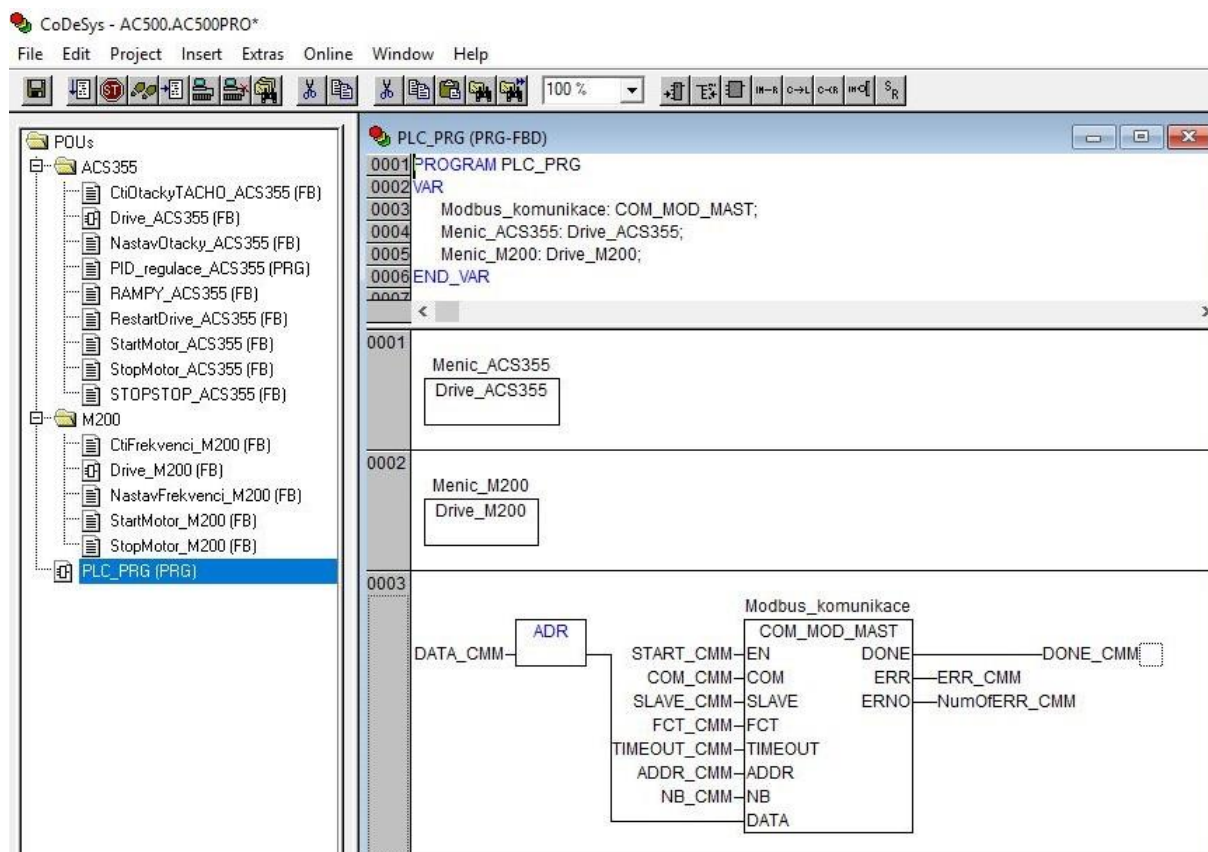 CoDeSys - AC500.AC500PRO*
File Edit Project Insert Extras Online Window Help
100 %
POUs
ACS355
CtiOtackyTACHO_ACS355 (FB)
Drive_ACS355 (FB)
NastavOtacky_ACS355 (FB)
PID_regulace_ACS355 (PRG)
RAMPY_ACS355 (FB)
RestartDrive_ACS355 (FB)
StartMotor_ACS355 (FB)
StopMotor_ACS355 (FB)
STOPSTOP_ACS355 (FB)
M200
CtiFrekvenci_M200 (FB)
Drive_M200 (FB)
NastavFrekvenci_M200 (FB)
StartMotor_M200 (FB)
StopMotor_M200 (FB)
PLC_PRG (PRG)
PLC_PRG (PRG-FBD)
0001 PROGRAM PLC_PRG
0002 VAR
0003 Modbus_komunikace: COM_MOD_MAST;
0004 Menic_ACS355: Drive_ACS355;
0005 Menic_M200: Drive_M200;
0006 END_VAR
0007
0001
Menic_ACS355
Drive_ACS355
0002
Menic_M200
Drive_M200
0003
Modbus_komunikace
ADR COM_MOD_MAST
DATA_CMM START_CMM EN DONE DONE_CMM
COM_CMM COM ERR ERR_CMM
SLAVE_CMM SLAVE ERNO NumOfERR_CMM
FCT_CMM FCT
TIMEOUT_CMM TIMEOUT
ADDR_CMM ADDR
NB_CMM NB
DATA